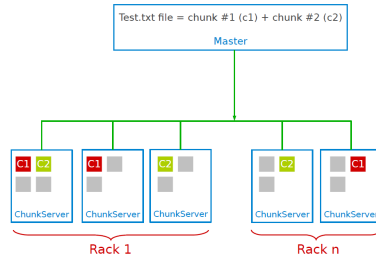 Test.txt file = chunk #1 (c1) + chunk #2 (c2)
Master
C1 C2 C1 C2 C2 C1
ChunkServer ChunkServer ChunkServer ChunkServer ChunkServer
Rack 1 Rack n